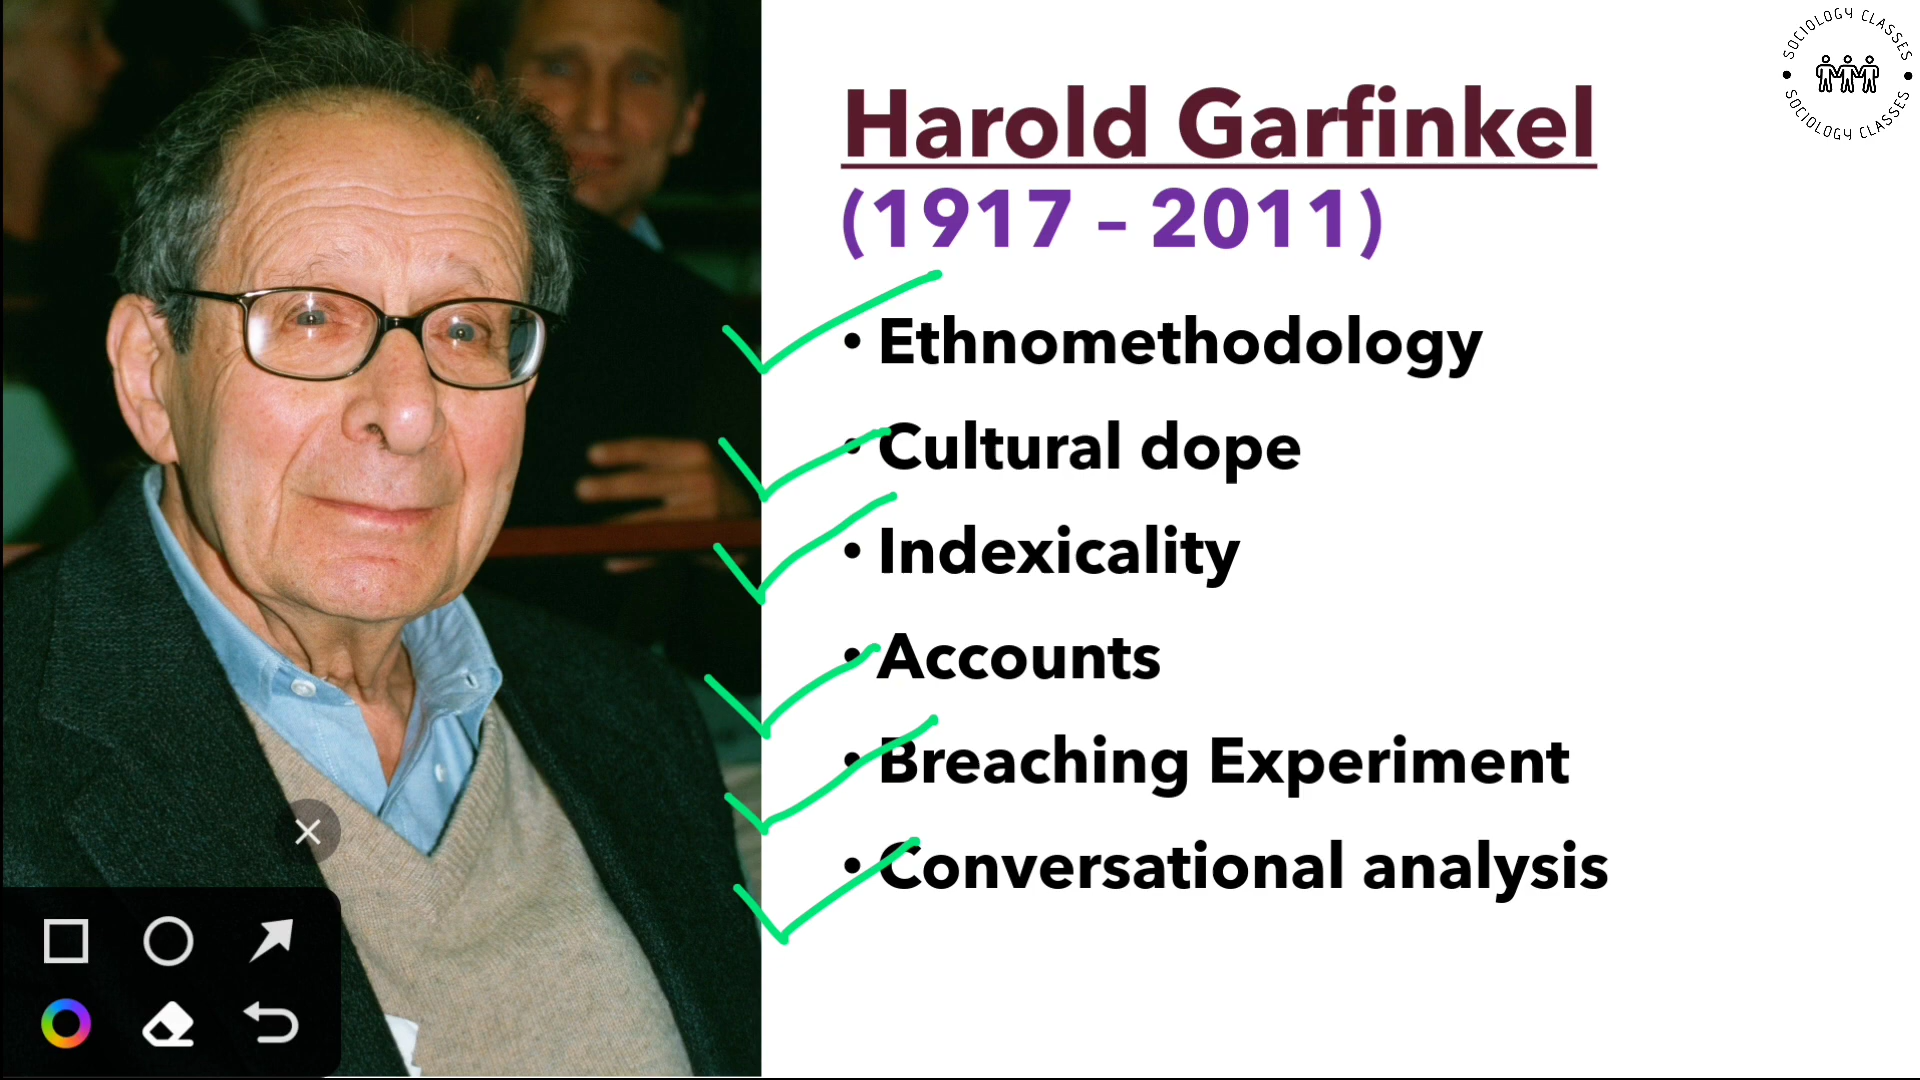 SOCIOLOGY CLASSES
SOCIOLOGY CLASSES
Harold Garfinkel
(1917 – 2011)
• Ethnomethodology
• Cultural dope
• Indexicality
• Accounts
• Breaching Experiment
• Conversational analysis